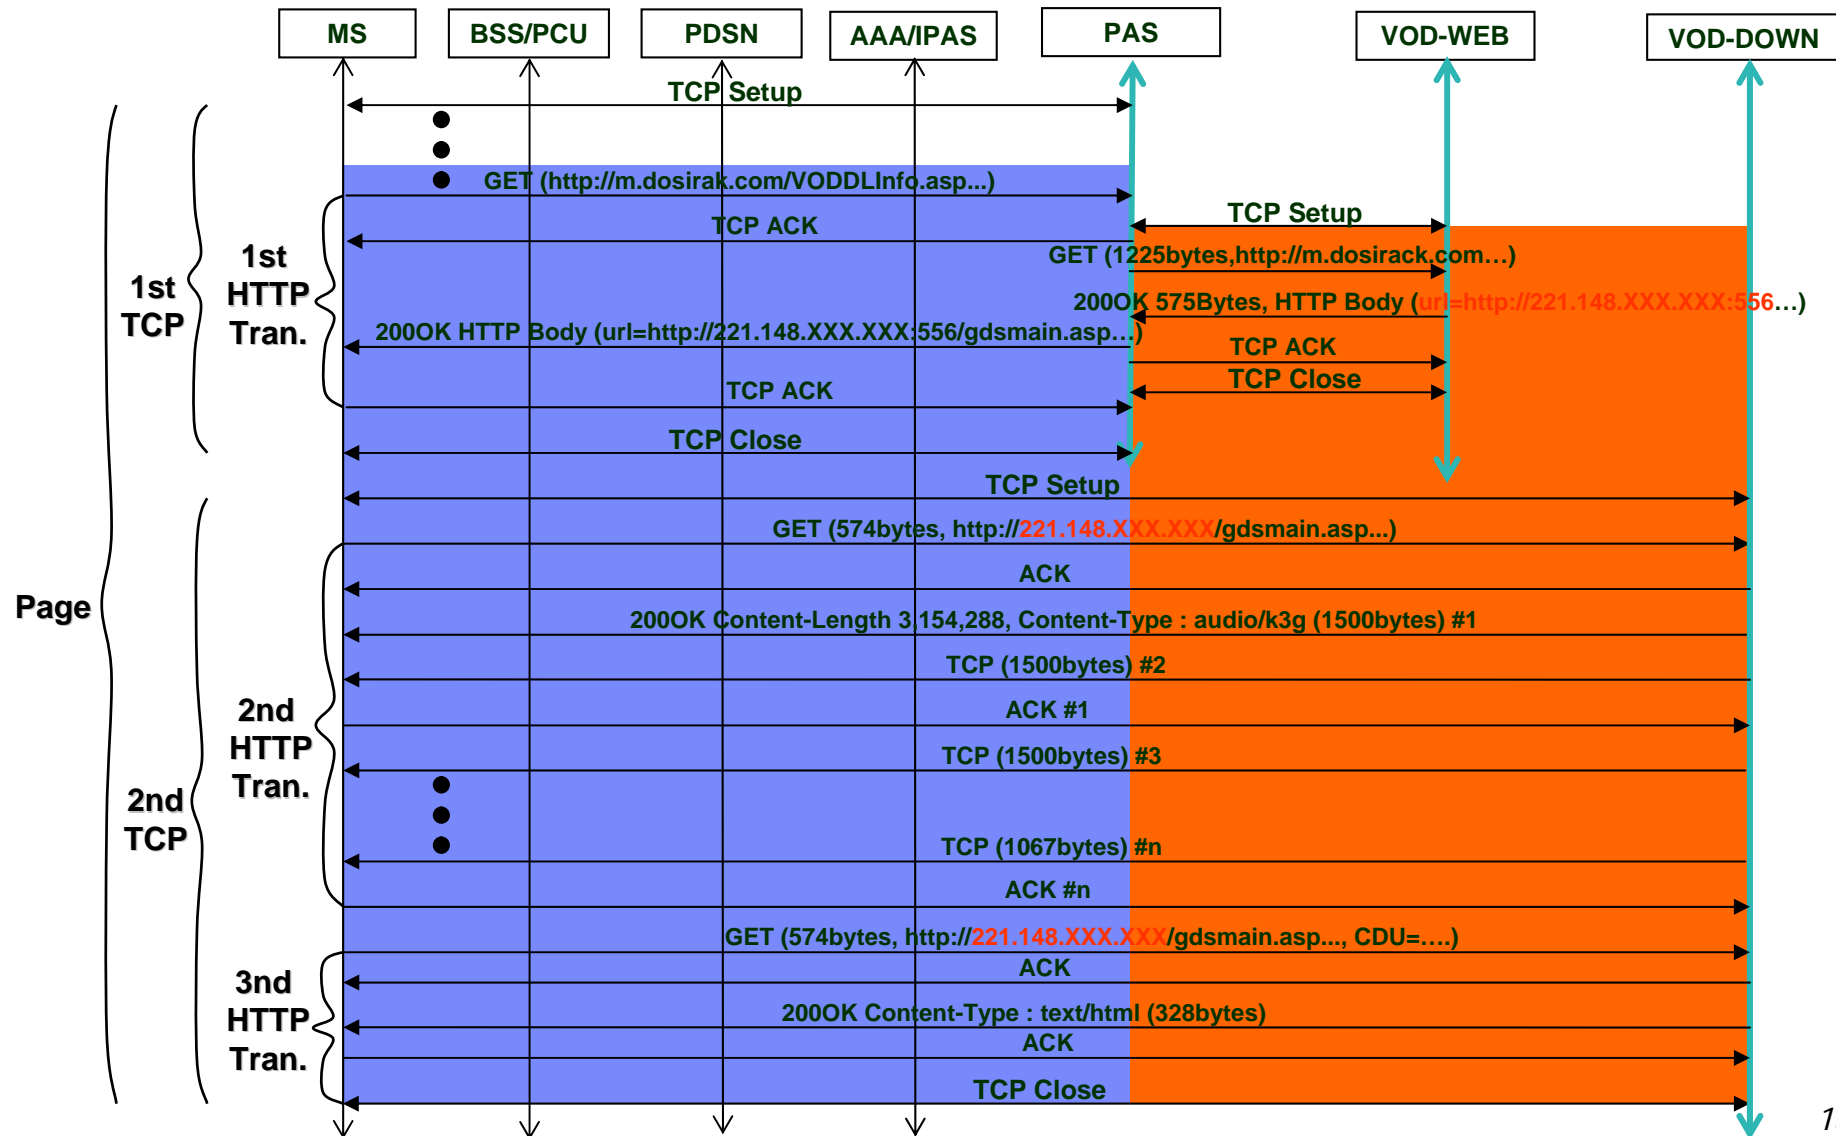 MS
BSS/PCU
PDSN
AAA/IPAS
PAS
VOD-WEB
VOD-DOWN
TCP Setup
GET (http://m.dosirak.com/VODDLInfo.asp...)
TCP Setup
TCP ACK
GET (1225bytes,http://m.dosirack.com…)
200OK 575Bytes, HTTP Body (url=http://221.148.XXX.XXX:556…)
200OK HTTP Body (url=http://221.148.XXX.XXX:556/gdsmain.asp…)
TCP ACK
TCP Close
TCP ACK
TCP Close
1st
HTTP
Tran.
1st
TCP
TCP Setup
GET (574bytes, http://221.148.XXX.XXX/gdsmain.asp...)
ACK
Page
200OK Content-Length 3,154,288, Content-Type : audio/k3g (1500bytes) #1
TCP (1500bytes) #2
ACK #1
TCP (1500bytes) #3
2nd
HTTP
Tran.
2nd
TCP
TCP (1067bytes) #n
ACK #n
GET (574bytes, http://221.148.XXX.XXX/gdsmain.asp..., CDU=….)
ACK
200OK Content-Type : text/html (328bytes)
ACK
3nd
HTTP
Tran.
TCP Close